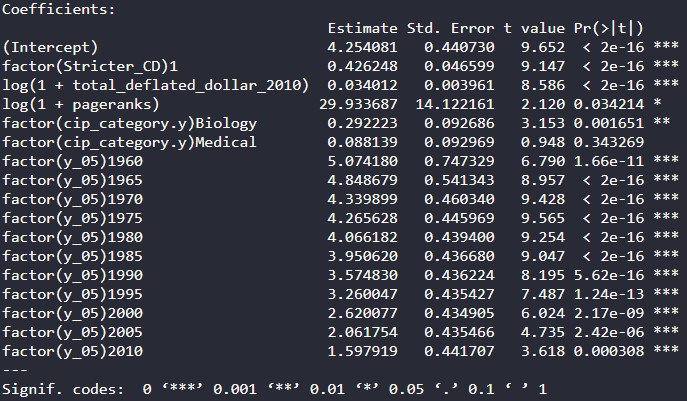 Coefficients:
Estimate Std. Error t value Pr(>|t|)
(Intercept) 4.254081 0.440730 9.652 < 2e-16 ***
factor(Stricter_CD)1 0.426248 0.046599 9.147 < 2e-16 ***
log(1 + total_deflated_dollar_2010) 0.034012 0.003961 8.586 < 2e-16 ***
log(1 + pageranks) 29.933687 14.122161 2.120 0.034214 *
factor(cip_category.y)Biology 0.292223 0.092686 3.153 0.001651 **
factor(cip_category.y)Medical 0.088139 0.092969 0.948 0.343269
factor(y_05)1960 5.074180 0.747329 6.790 1.66e-11 ***
factor(y_05)1965 4.848679 0.541343 8.957 < 2e-16 ***
factor(y_05)1970 4.339899 0.460340 9.428 < 2e-16 ***
factor(y_05)1975 4.265628 0.445969 9.565 < 2e-16 ***
factor(y_05)1980 4.066182 0.439400 9.254 < 2e-16 ***
factor(y_05)1985 3.950620 0.436680 9.047 < 2e-16 ***
factor(y_05)1990 3.574830 0.436224 8.195 5.62e-16 ***
factor(y_05)1995 3.260047 0.435427 7.487 1.24e-13 ***
factor(y_05)2000 2.620077 0.434905 6.024 2.17e-09 ***
factor(y_05)2005 2.061754 0.435466 4.735 2.42e-06 ***
factor(y_05)2010 1.597919 0.441707 3.618 0.000308 ***
---
Signif. codes: 0 ‘***’ 0.001 ‘**’ 0.01 ‘*’ 0.05 ‘.’ 0.1 ‘ ’ 1